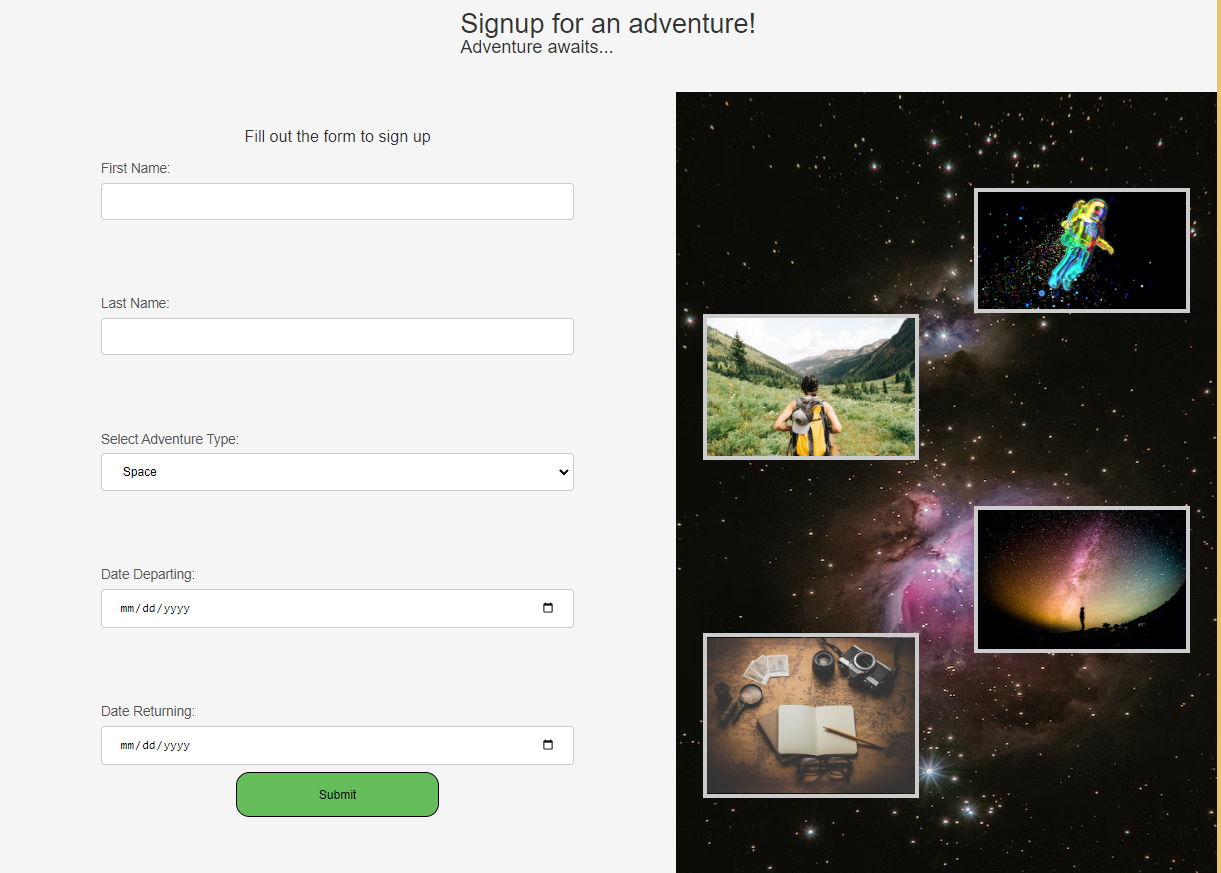 Signup for an adventure!
Adventure awaits...
Fill out the form to sign up
First Name:
Last Name:
Select Adventure Type:
Space
Date Departing:
mm/dd/yyyy
Date Returning:
mm/dd/yyyy
Submit